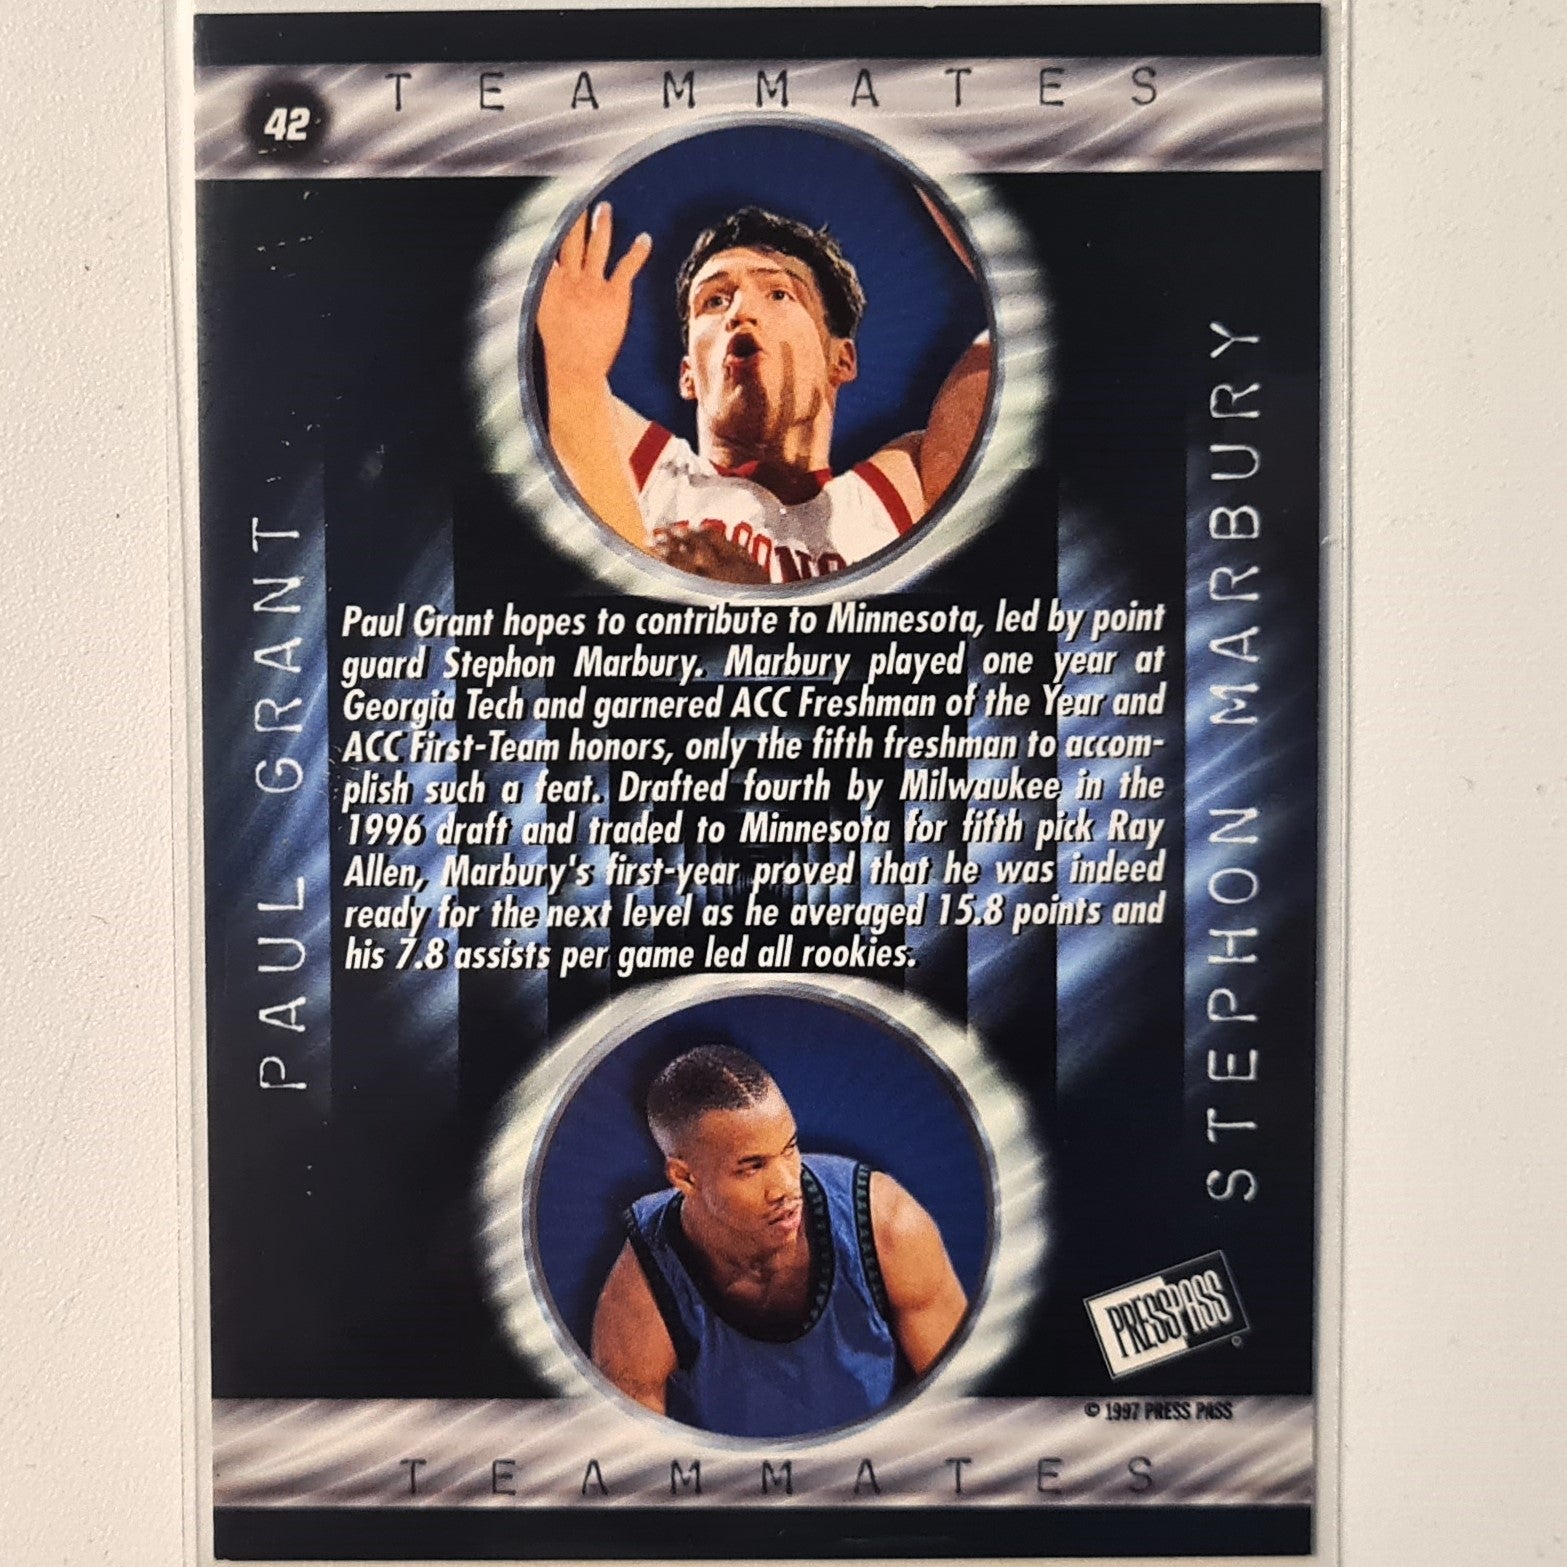 TEAMMATES
42
PAUL GRANT
STEPHON MARBURY
Paul Grant hopes to contribute to Minnesota, led by point
guard Stephon Marbury. Marbury played one year at
Georgia Tech and garnered ACC Freshman of the Year and
ACC First-Team honors, only the fifth freshman to accom-
plish such a feat. Drafted fourth by Milwaukee in the
1996 draft and traded to Minnesota for fifth pick Ray
Allen, Marbury's first-year proved that he was indeed
ready for the next level as he averaged 15.8 points and
his 7.8 assists per game led all rookies.
PRESS PASS
© 1997 PRESS PASS
TEAMMATES